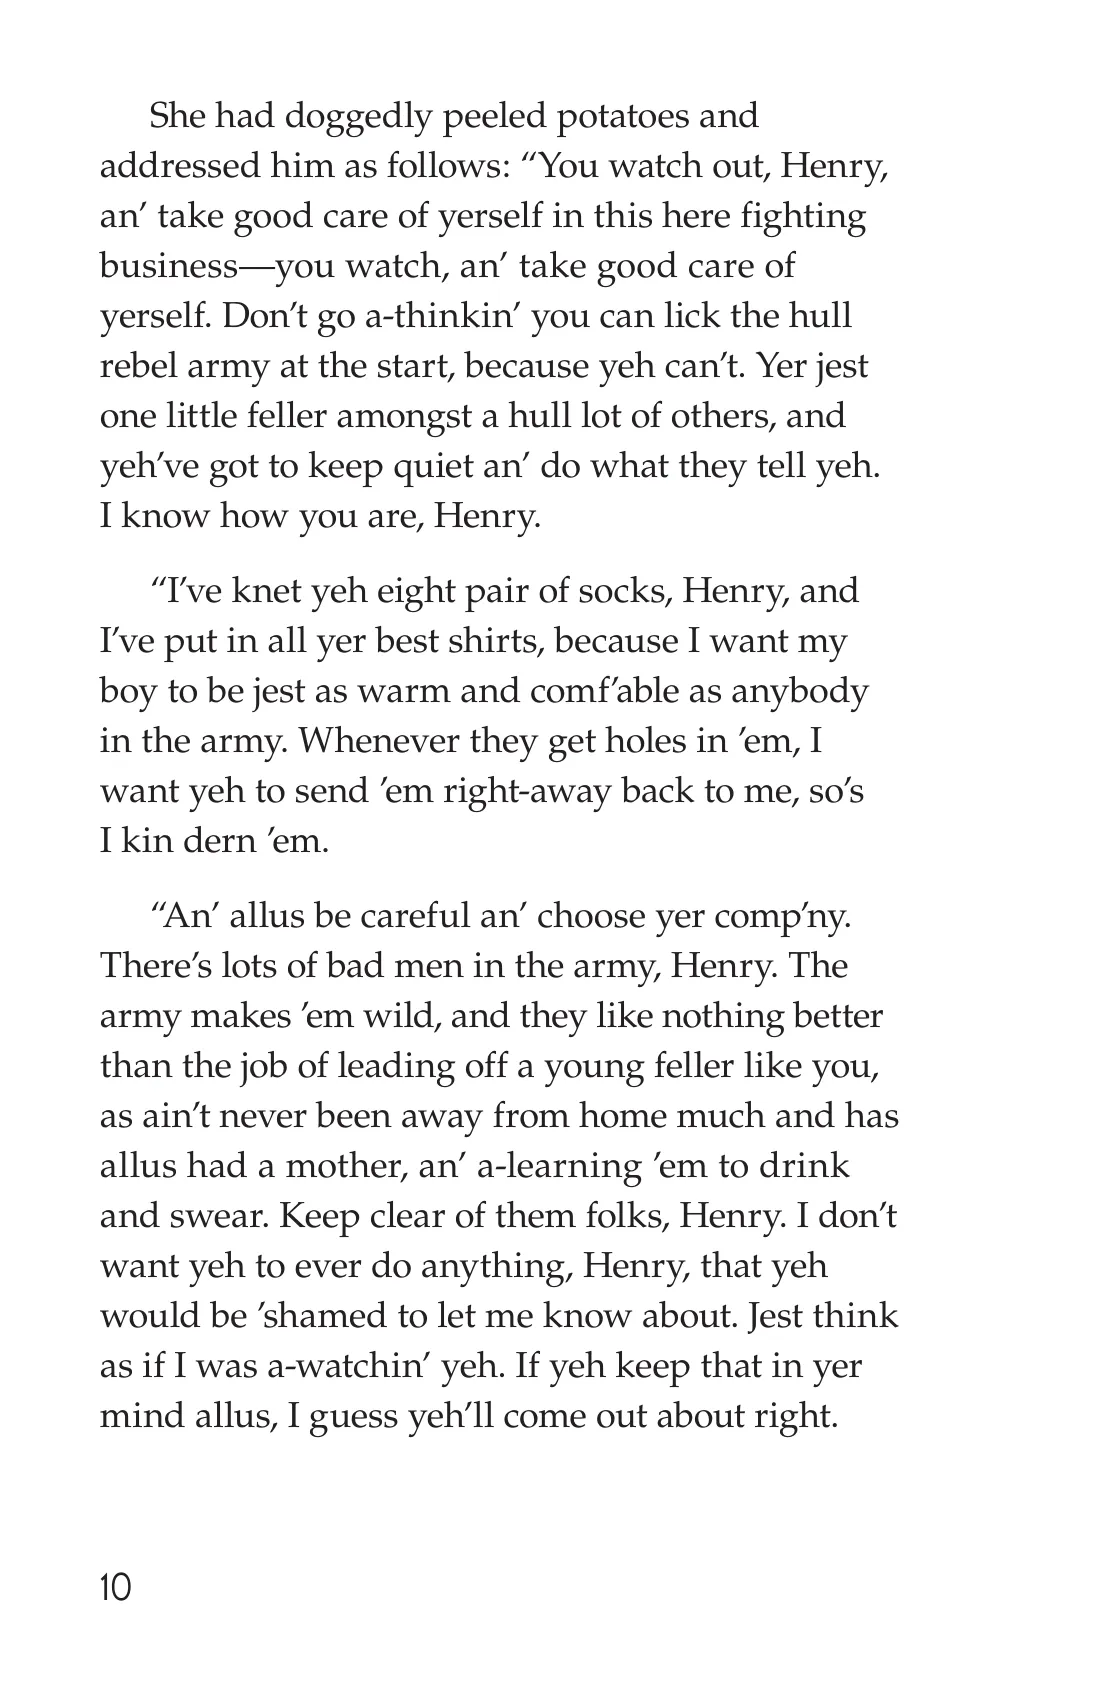 She had doggedly peeled potatoes and
addressed him as follows: “You watch out, Henry,
an’ take good care of yerself in this here fighting
business—you watch, an’ take good care of
yerself. Don’t go a-thinkin’ you can lick the hull
rebel army at the start, because yeh can’t. Yer jest
one little feller amongst a hull lot of others, and
yeh’ve got to keep quiet an’ do what they tell yeh.
I know how you are, Henry.
“I’ve knet yeh eight pair of socks, Henry, and
I’ve put in all yer best shirts, because I want my
boy to be jest as warm and comf’able as anybody
in the army. Whenever they get holes in ’em, I
want yeh to send ’em right-away back to me, so’s
I kin dern ’em.
“An’ allus be careful an’ choose yer comp’ny.
There’s lots of bad men in the army, Henry. The
army makes ’em wild, and they like nothing better
than the job of leading off a young feller like you,
as ain’t never been away from home much and has
allus had a mother, an’ a-learning ’em to drink
and swear. Keep clear of them folks, Henry. I don’t
want yeh to ever do anything, Henry, that yeh
would be ’shamed to let me know about. Jest think
as if I was a-watchin’ yeh. If yeh keep that in yer
mind allus, I guess yeh’ll come out about right.
10